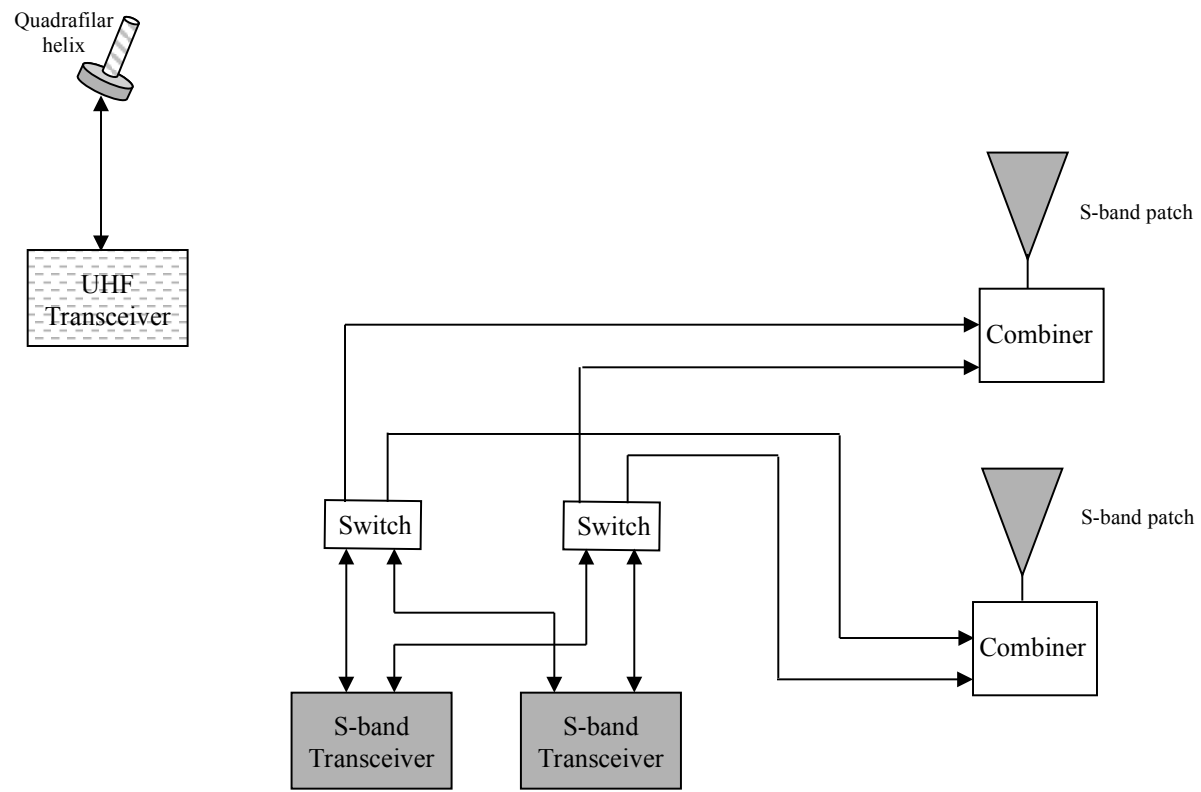 Quadrafilar
helix
S-band patch
UHF
Transceiver
Combiner
S-band patch
Switch
Switch
Combiner
S-band
Transceiver
S-band
Transceiver